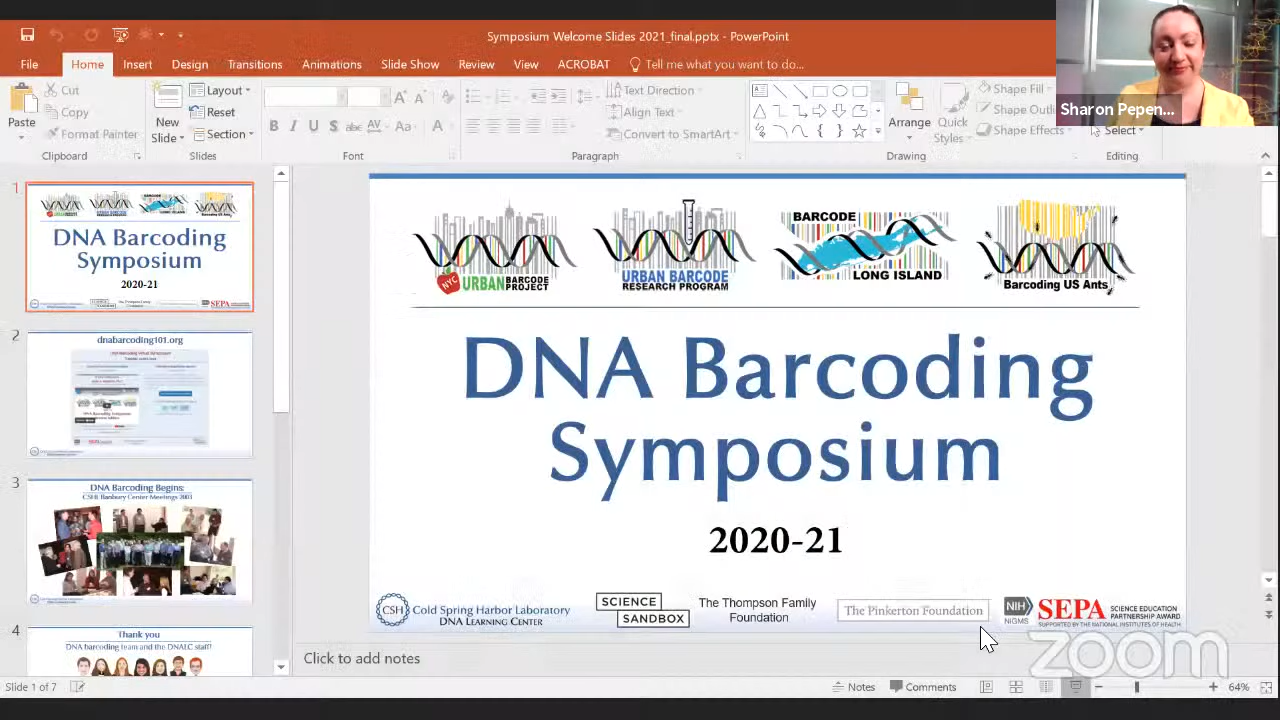 Symposium Welcome Slides 2021_final.pptx - PowerPoint
File Home Insert Design Transitions Animations Slide Show Review View ACROBAT Tell me what you want to do...
Sharon Pepen...
Paste
Cut
Copy
Format Painter
Clipboard
New
Slide
Layout
Reset
Section
Slides
B I U S abc AV Aa A
Font
Text Direction
Align Text
Convert to SmartArt
Paragraph
Arrange
Quick
Styles
Shape Fill
Shape Outli
Shape Effects
Drawing
Select
Editing
1
DNA Barcoding
Symposium
2020-21
2
dnabarcoding101.org
3
DNA Barcoding Begins:
CSHL Banbury Center Meetings 2003
4
Thank you
DNA barcoding team and the DNALC staff!
NYC URBAN BARCODE
PROJECT
URBAN BARCODE
RESEARCH PROGRAM
BARCODE
LONG ISLAND
Barcoding US Ants
DNA Barcoding
Symposium
2020-21
CSH Cold Spring Harbor Laboratory
DNA LEARNING CENTER
SCIENCE
SANDBOX
The Thompson Family
Foundation
The Pinkerton Foundation
NIH
NIGMS
SEPA SCIENCE EDUCATION
PARTNERSHIP AWARD
SUPPORTED BY THE NATIONAL INSTITUTES OF HEALTH
zoom
Click to add notes
Slide 1 of 7
Notes
Comments
64%